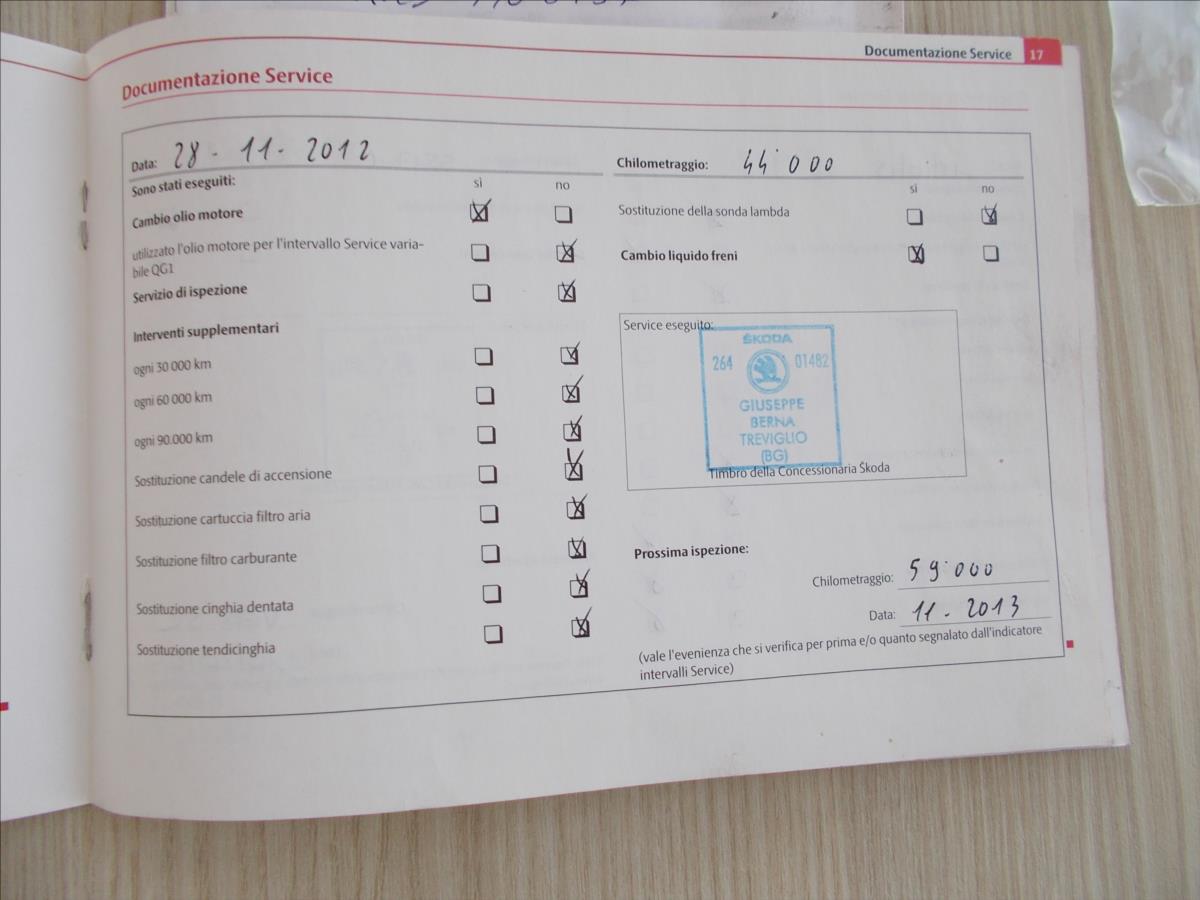 Documentazione Service 17
Documentazione Service
Data: 28-11-2012
Sono stati eseguiti: sì no
Cambio olio motore
utilizzato l'olio motore per l'intervallo Service varia-
bile QG1
Servizio di ispezione
Interventi supplementari
ogni 30 000 km
ogni 60 000 km
ogni 90.000 km
Sostituzione candele di accensione
Sostituzione cartuccia filtro aria
Sostituzione filtro carburante
Sostituzione cinghia dentata
Sostituzione tendicinghia
Chilometraggio: 44'000
sì no
Sostituzione della sonda lambda
Cambio liquido freni
Service eseguito:
ŠKODA
264 01482
GIUSEPPE
BERNA
TREVIGLIO
(BG)
Timbro della Concessionaria Škoda
Prossima ispezione:
Chilometraggio: 59'000
Data: 11-2013
(vale l'evenienza che si verifica per prima e/o quanto segnalato dall'indicatore
intervalli Service)